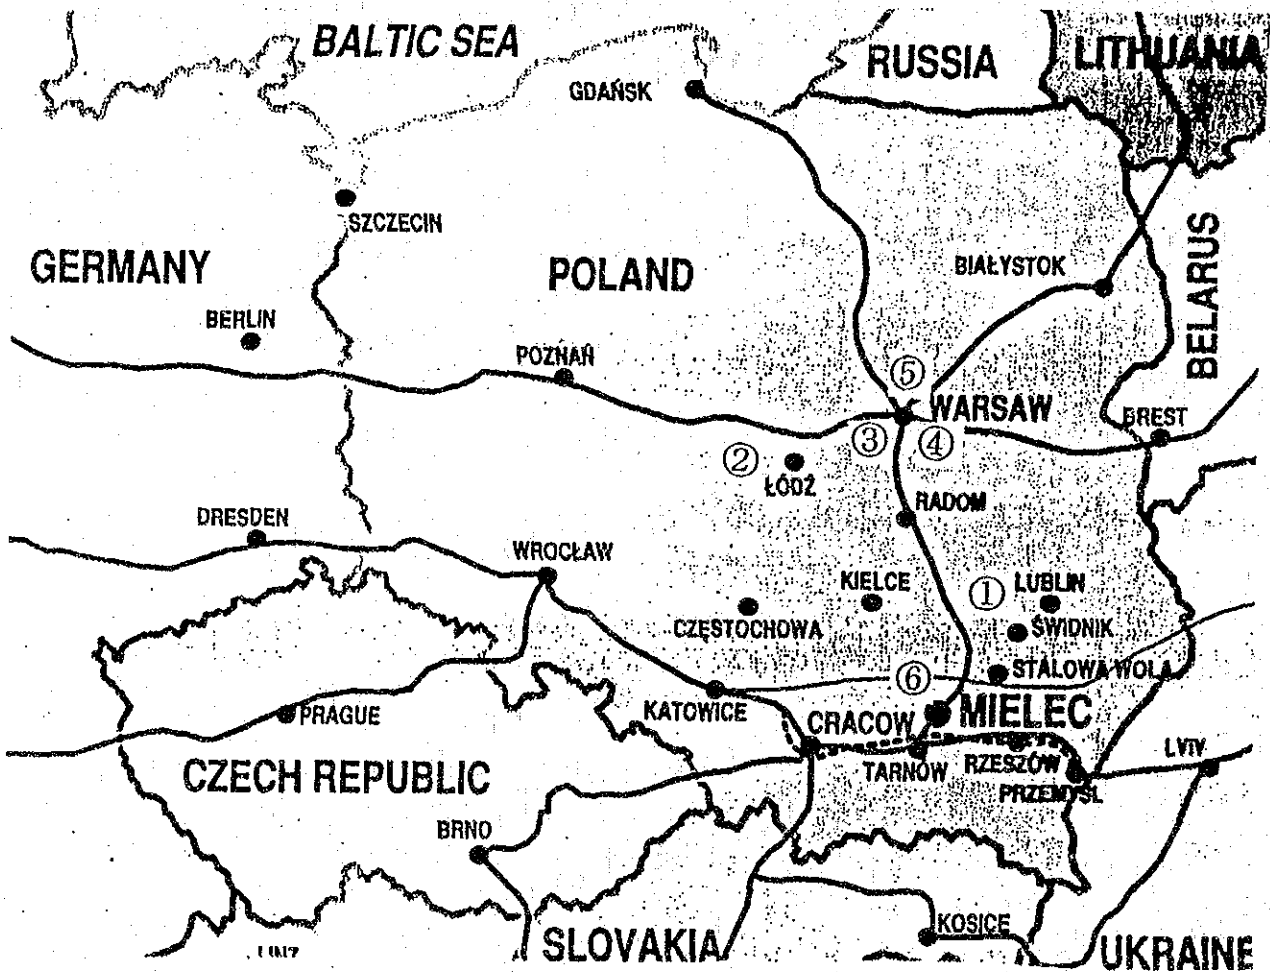 BALTIC SEA
RUSSIA
LITHUANIA
GDAŃSK
SZCZECIN
GERMANY
POLAND
BIAŁYSTOK
BELARUS
BERLIN
POZNAŃ
⑤
WARSAW
BREST
③
④
②
ŁÓDŹ
RADOM
DRESDEN
WROCŁAW
KIELCE
①
LUBLIN
CZĘSTOCHOWA
ŚWIDNIK
STALOWA WOLA
⑥
KATOWICE
PRAGUE
CRACOW
MIELEC
CZECH REPUBLIC
TARNÓW
RZESZÓW
LVIV
PRZEMYŚL
BRNO
KOSICE
SLOVAKIA
UKRAINE